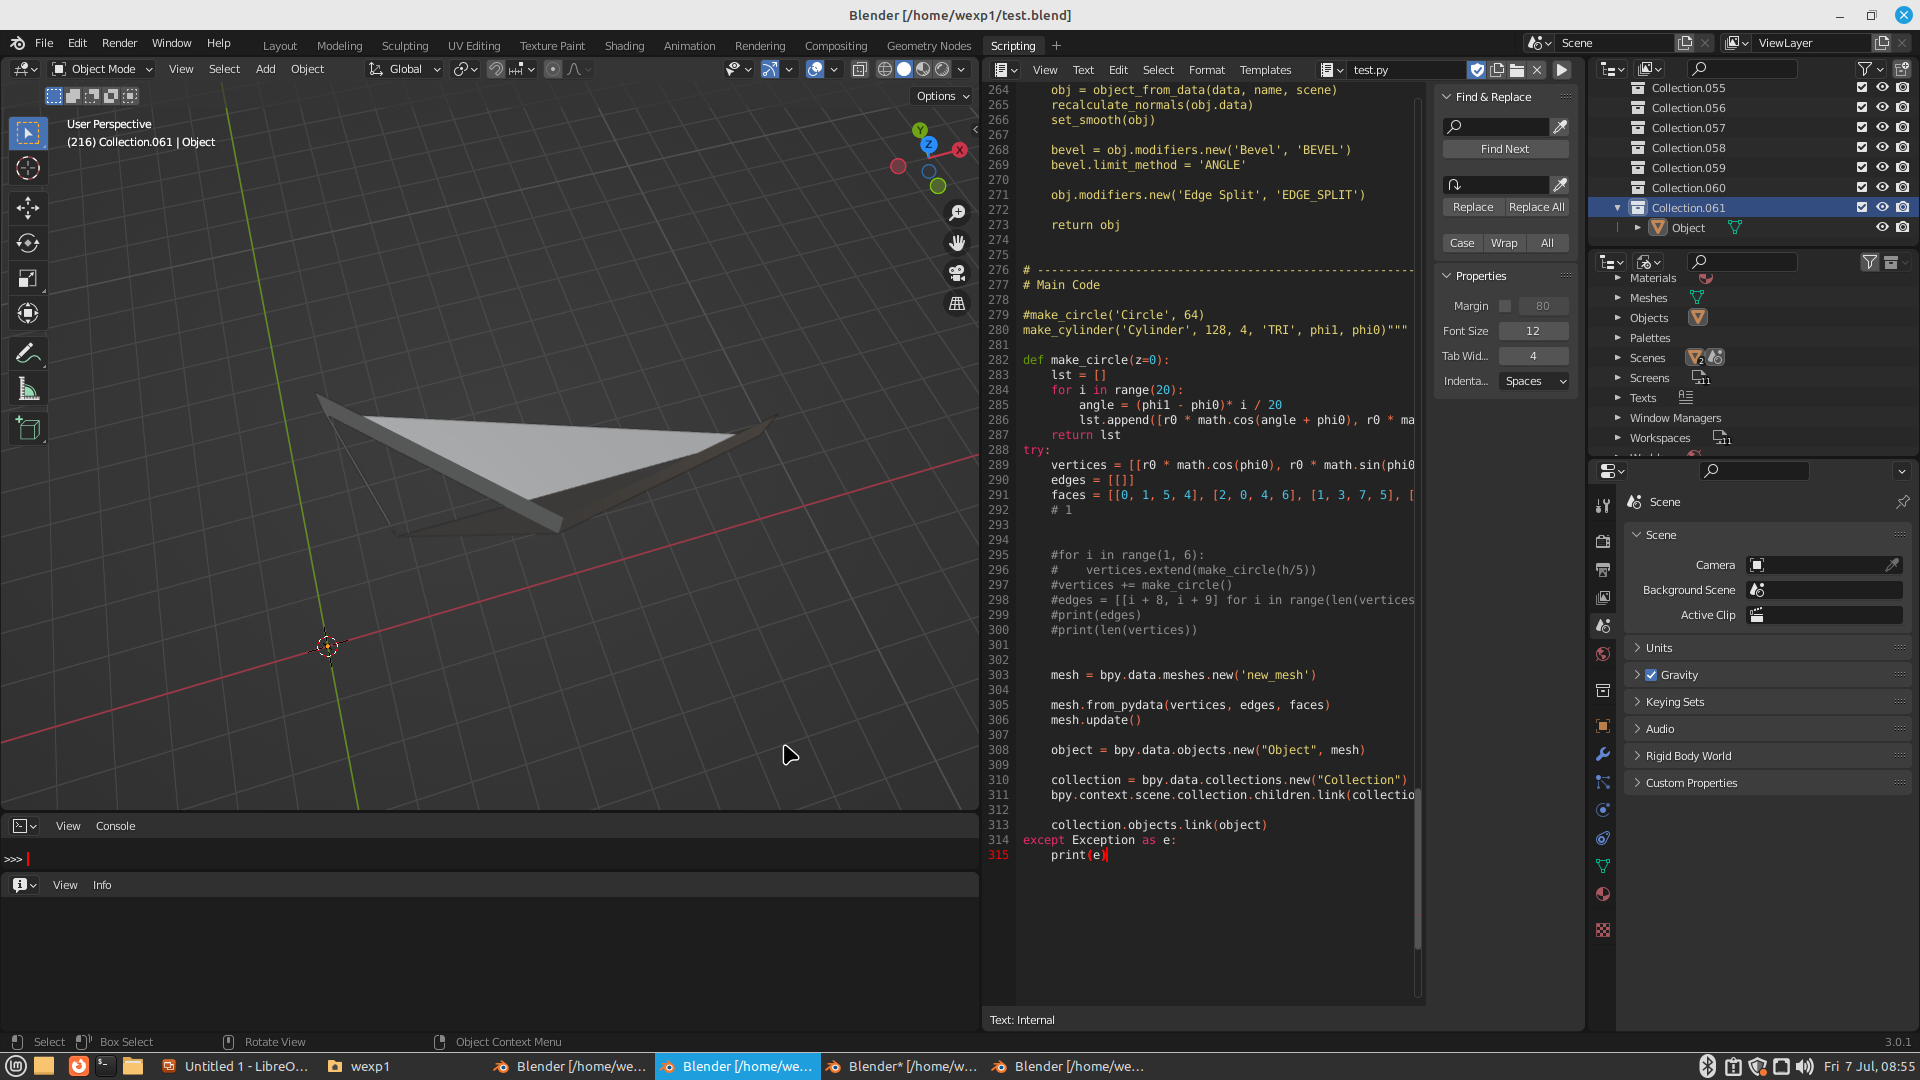 Blender [/home/wexp1/test.blend]
File Edit Render Window Help Layout Modeling Sculpting UV Editing Texture Paint Shading Animation Rendering Compositing Geometry Nodes Scripting + Scene ViewLayer
Object Mode View Select Add Object Global
View Text Edit Select Format Templates test.py
Options
User Perspective
(216) Collection.061 | Object
Y
Z
X
264 obj = object_from_data(data, name, scene)
265 recalculate_normals(obj.data)
266 set_smooth(obj)
267
268 bevel = obj.modifiers.new('Bevel', 'BEVEL')
269 bevel.limit_method = 'ANGLE'
270
271 obj.modifiers.new('Edge Split', 'EDGE_SPLIT')
272
273 return obj
274
275
276 # ------------------------------------------------------
277 # Main Code
278
279 #make_circle('Circle', 64)
280 make_cylinder('Cylinder', 128, 4, 'TRI', phi1, phi0)"""
281
282 def make_circle(z=0):
283 lst = []
284 for i in range(20):
285 angle = (phi1 - phi0)* i / 20
286 lst.append([r0 * math.cos(angle + phi0), r0 * ma
287 return lst
288 try:
289 vertices = [[r0 * math.cos(phi0), r0 * math.sin(phi0
290 edges = [[]]
291 faces = [[0, 1, 5, 4], [2, 0, 4, 6], [1, 3, 7, 5], [
292 # 1
293
294
295 #for i in range(1, 6):
296 # vertices.extend(make_circle(h/5))
297 #vertices += make_circle()
298 #edges = [[i + 8, i + 9] for i in range(len(vertices
299 #print(edges)
300 #print(len(vertices))
301
302
303 mesh = bpy.data.meshes.new('new_mesh')
304
305 mesh.from_pydata(vertices, edges, faces)
306 mesh.update()
307
308 object = bpy.data.objects.new("Object", mesh)
309
310 collection = bpy.data.collections.new("Collection")
311 bpy.context.scene.collection.children.link(collectio
312
313 collection.objects.link(object)
314 except Exception as e:
315 print(e)
Text: Internal
Find & Replace
Find Next
Replace Replace All
Case Wrap All
Properties
Margin 80
Font Size 12
Tab Wid... 4
Indenta... Spaces
Collection.055
Collection.056
Collection.057
Collection.058
Collection.059
Collection.060
Collection.061
Object
Materials
Meshes
Objects
Palettes
Scenes 2
Screens 11
Texts
Window Managers
Workspaces 11
Scene
Scene
Camera
Background Scene
Active Clip
Units
Gravity
Keying Sets
Audio
Rigid Body World
Custom Properties
View Console
>>>
View Info
Select Box Select Rotate View Object Context Menu 3.0.1
Untitled 1 - LibreO... wexp1 Blender [/home/we... Blender [/home/we... Blender* [/home/w... Blender [/home/we... Fri 7 Jul, 08:55